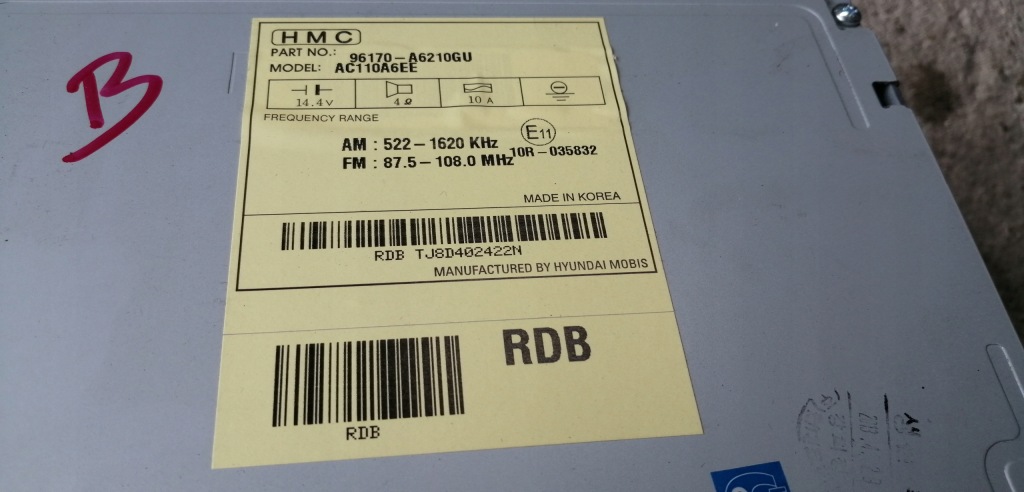 B
HMC
PART NO.: 96170-A6210GU
MODEL: AC110A6EE
14.4V 4Ω 10 A
FREQUENCY RANGE
E11
AM : 522-1620 KHz
10R-035832
FM : 87.5-108.0 MHz
MADE IN KOREA
RDB TJ8D402422N
MANUFACTURED BY HYUNDAI MOBIS
RDB
RDB